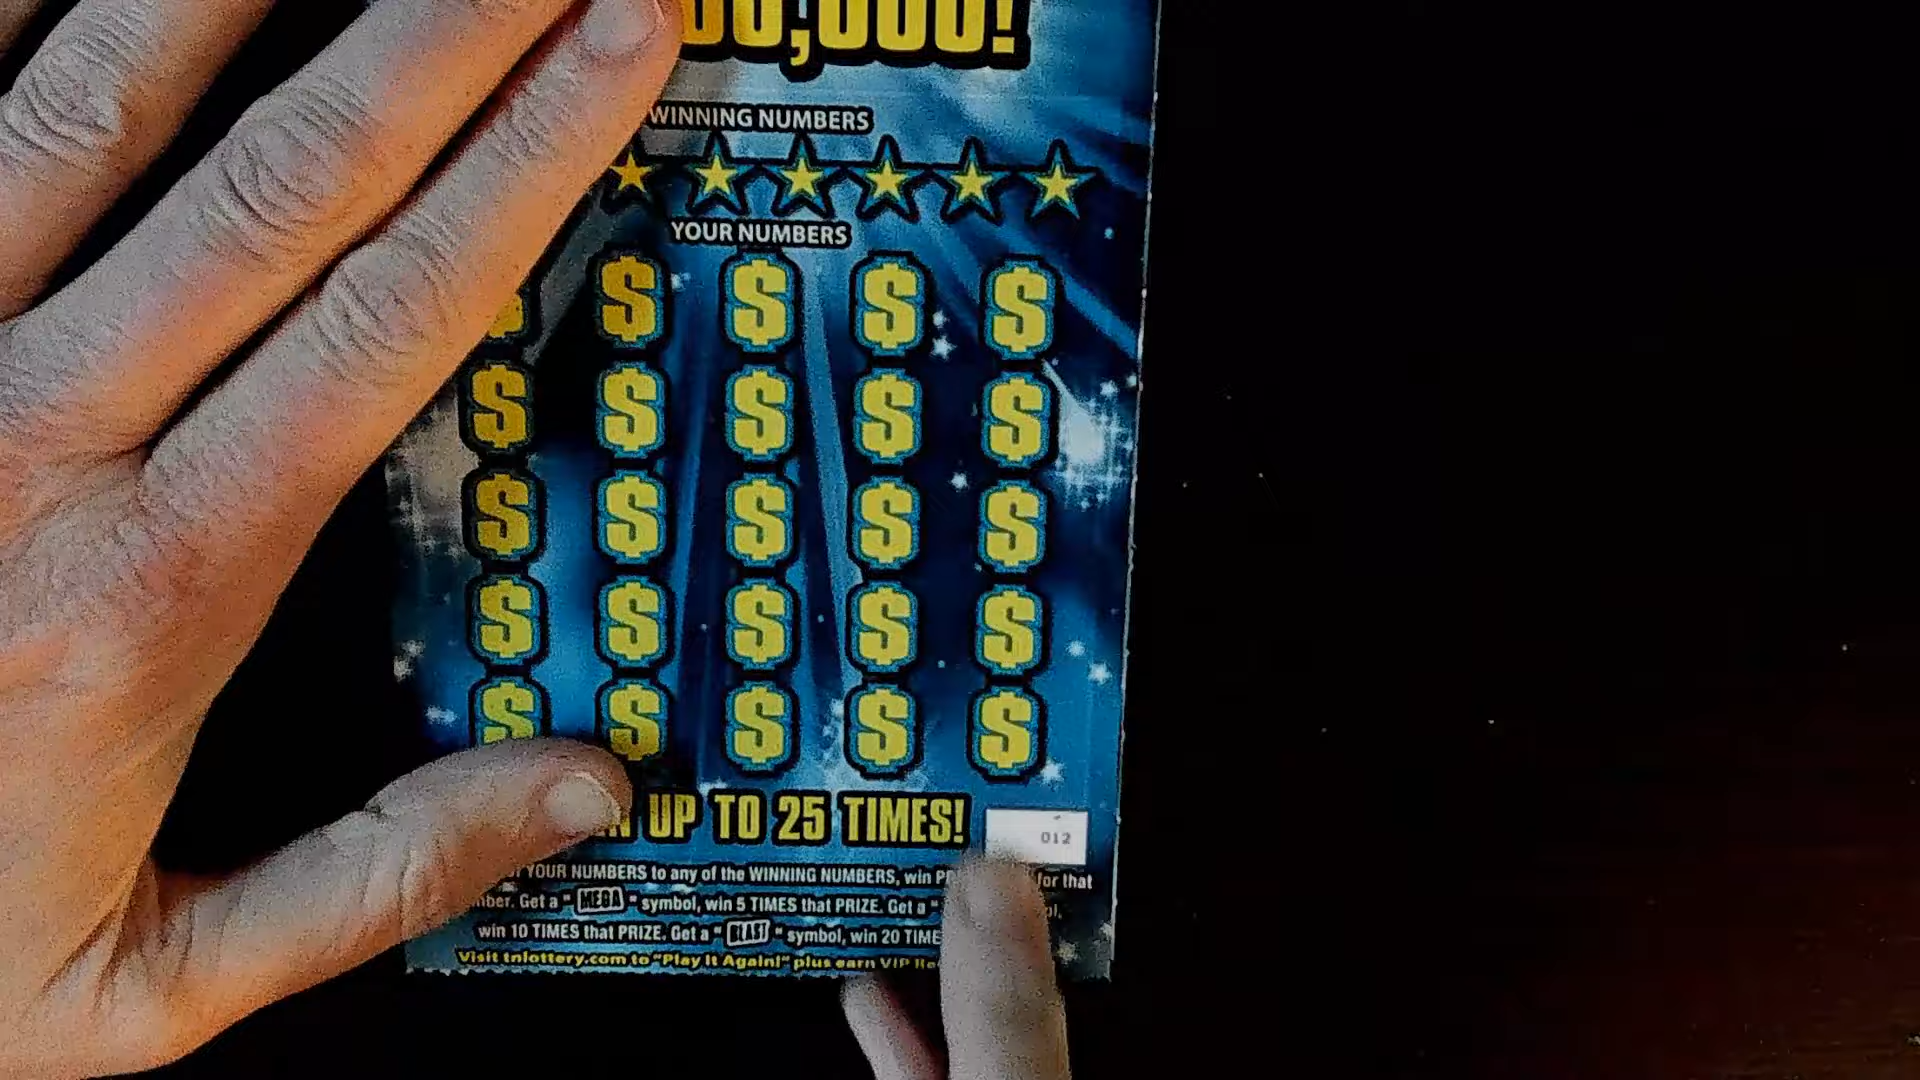 00,000!
WINNING NUMBERS
YOUR NUMBERS
$ $ $ $ $
$ $ $ $ $
$ $ $ $ $
$ $ $ $ $
$ $ $ $ $
UP TO 25 TIMES!
012
YOUR NUMBERS to any of the WINNING NUMBERS, win for that
Get a "MEGA" symbol, win 5 TIMES that PRIZE. Get a "
win 10 TIMES that PRIZE. Get a "BLAST" symbol, win 20
Visit tnlottery.com to "Play It Again!" plus earn VIP